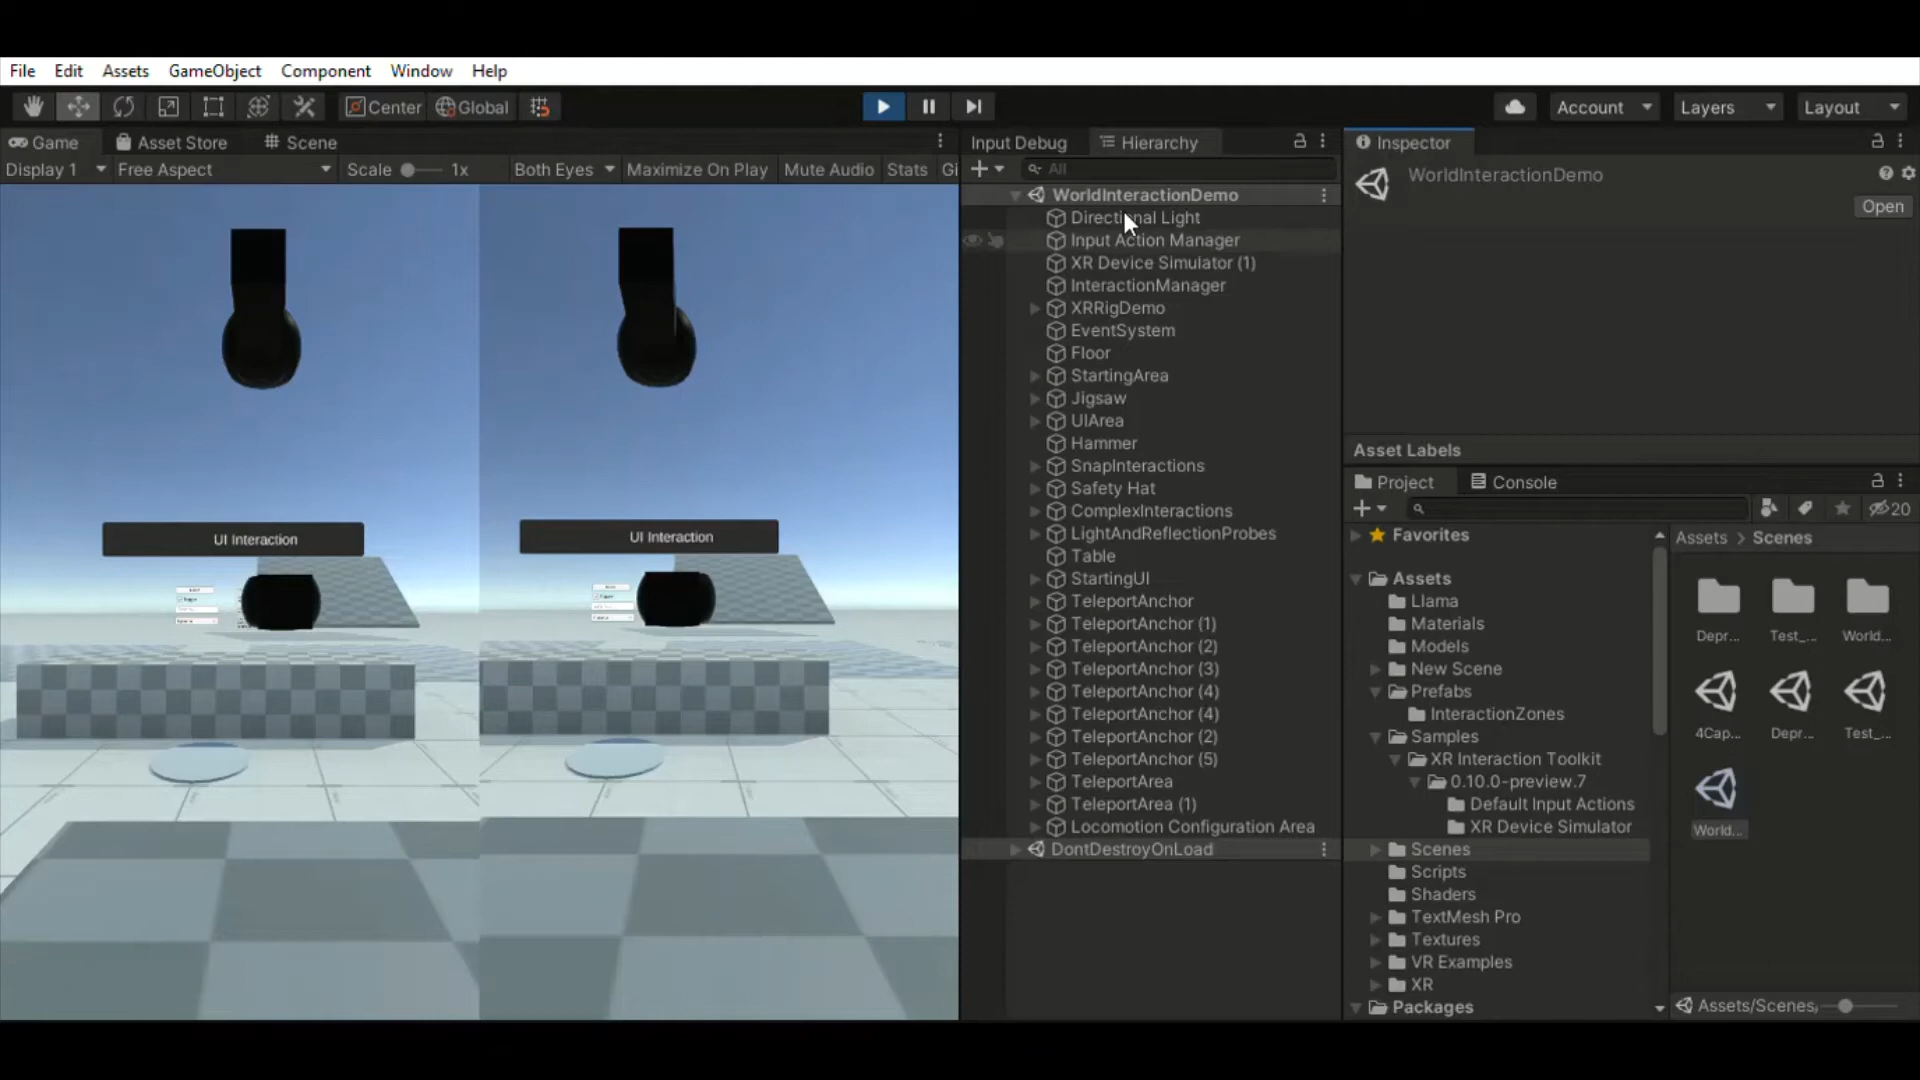 File Edit Assets GameObject Component Window Help
Center Global Account Layers Layout
Game Asset Store Scene
Display 1 Free Aspect Scale 1x Both Eyes Maximize On Play Mute Audio Stats Gi
UI Interaction
UI Interaction
Input Debug Hierarchy
All
WorldInteractionDemo
Directional Light
Input Action Manager
XR Device Simulator (1)
InteractionManager
XRRigDemo
EventSystem
Floor
StartingArea
Jigsaw
UIArea
Hammer
SnapInteractions
Safety Hat
ComplexInteractions
LightAndReflectionProbes
Table
StartingUI
TeleportAnchor
TeleportAnchor (1)
TeleportAnchor (2)
TeleportAnchor (3)
TeleportAnchor (4)
TeleportAnchor (4)
TeleportAnchor (2)
TeleportAnchor (5)
TeleportArea
TeleportArea (1)
Locomotion Configuration Area
DontDestroyOnLoad
Inspector
WorldInteractionDemo
Open
Asset Labels
Project Console
20
Favorites
Assets
Llama
Materials
Models
New Scene
Prefabs
InteractionZones
Samples
XR Interaction Toolkit
0.10.0-preview.7
Default Input Actions
XR Device Simulator
Scenes
Scripts
Shaders
TextMesh Pro
Textures
VR Examples
XR
Packages
Assets > Scenes
Depr... Test_... World...
4Cap... Depr... Test_...
World...
Assets/Scenes/